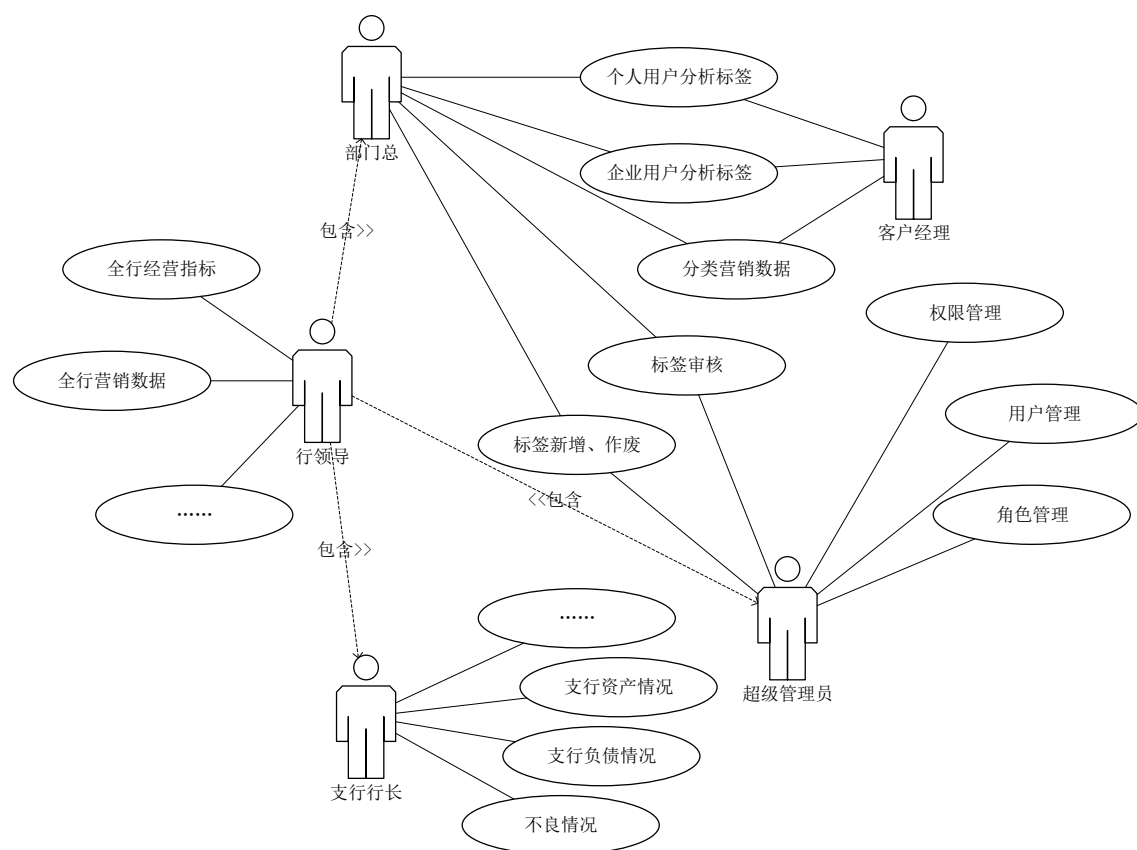 个人用户分析标签
部门总
企业用户分析标签
客户经理
包含>>
分类营销数据
全行经营指标
权限管理
标签审核
全行营销数据
用户管理
标签新增、作废
行领导
<<包含
……
角色管理
包含>>
……
支行资产情况
超级管理员
支行负债情况
支行行长
不良情况